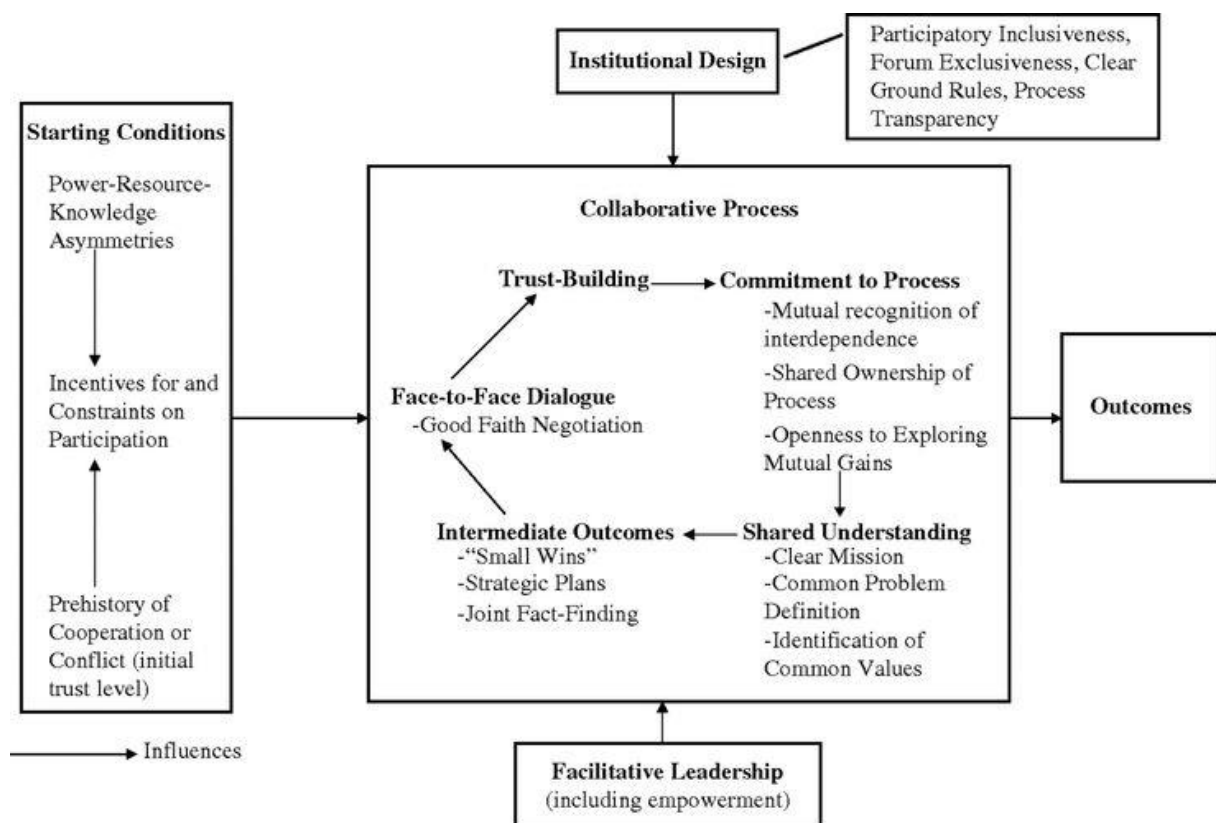 Institutional Design
Participatory Inclusiveness,
Forum Exclusiveness, Clear
Ground Rules, Process
Transparency
Starting Conditions
Power-Resource-
Knowledge
Asymmetries
Incentives for and
Constraints on
Participation
Prehistory of
Cooperation or
Conflict (initial
trust level)
Influences
Collaborative Process
Trust-Building
Commitment to Process
-Mutual recognition of
interdependence
-Shared Ownership of
Process
-Openness to Exploring
Mutual Gains
Face-to-Face Dialogue
-Good Faith Negotiation
Intermediate Outcomes
-“Small Wins”
-Strategic Plans
-Joint Fact-Finding
Shared Understanding
-Clear Mission
-Common Problem
Definition
-Identification of
Common Values
Outcomes
Facilitative Leadership
(including empowerment)